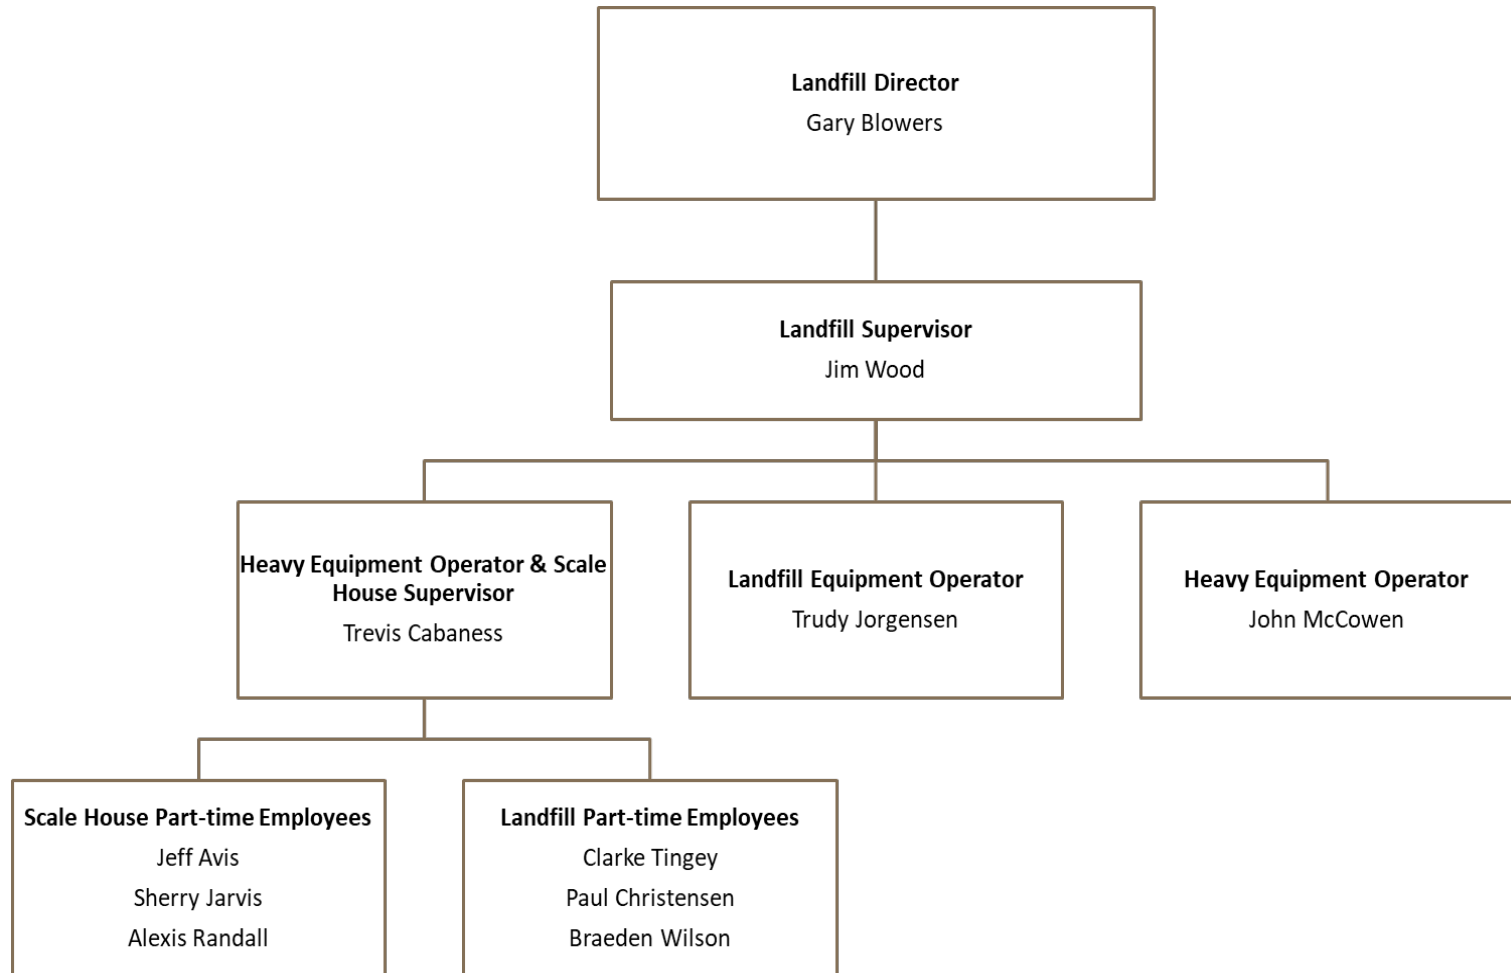 Landfill Director
Gary Blowers
Landfill Supervisor
Jim Wood
Heavy Equipment Operator & Scale
House Supervisor
Trevis Cabaness
Landfill Equipment Operator
Trudy Jorgensen
Heavy Equipment Operator
John McCowen
Scale House Part-time Employees
Jeff Avis
Sherry Jarvis
Alexis Randall
Landfill Part-time Employees
Clarke Tingey
Paul Christensen
Braeden Wilson